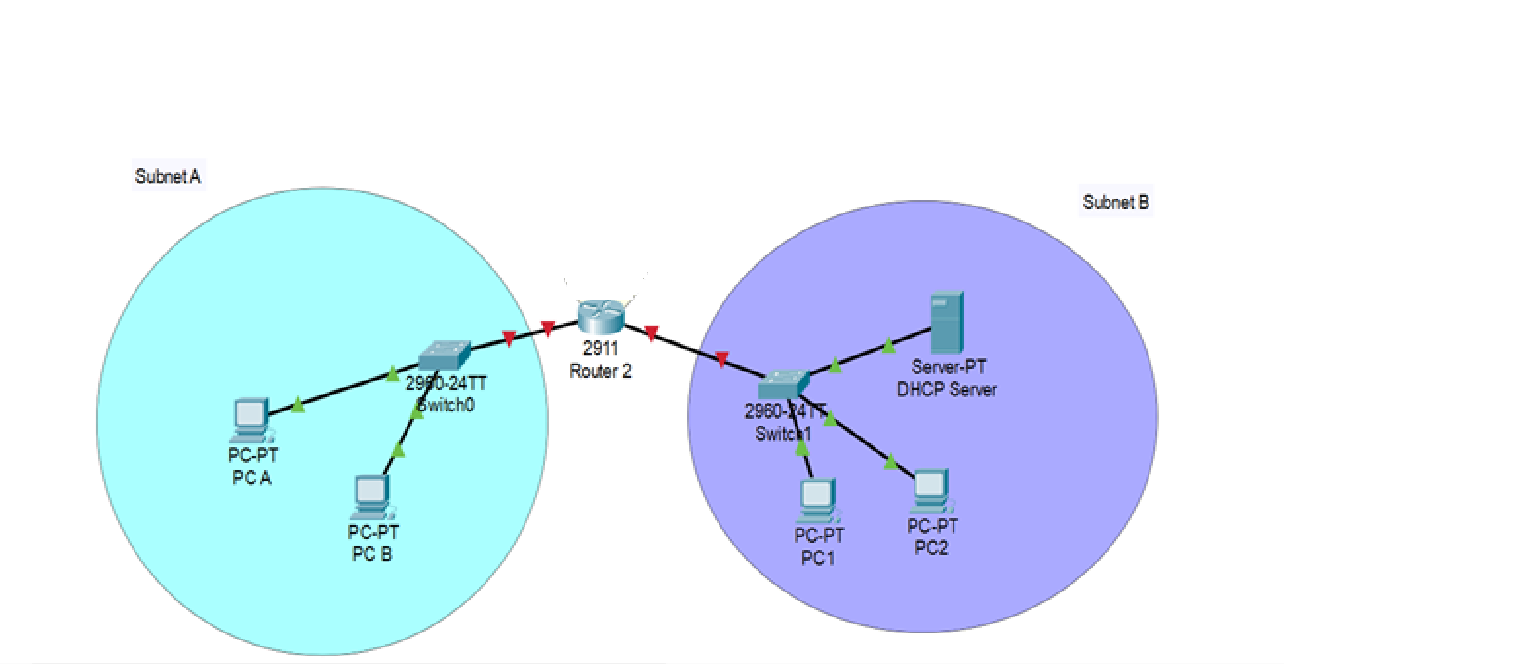 Subnet A
Subnet B
2911
Router 2
2960-24TT
Switch0
Server-PT
DHCP Server
2960-24TT
Switch1
PC-PT
PC A
PC-PT
PC B
PC-PT
PC1
PC-PT
PC2